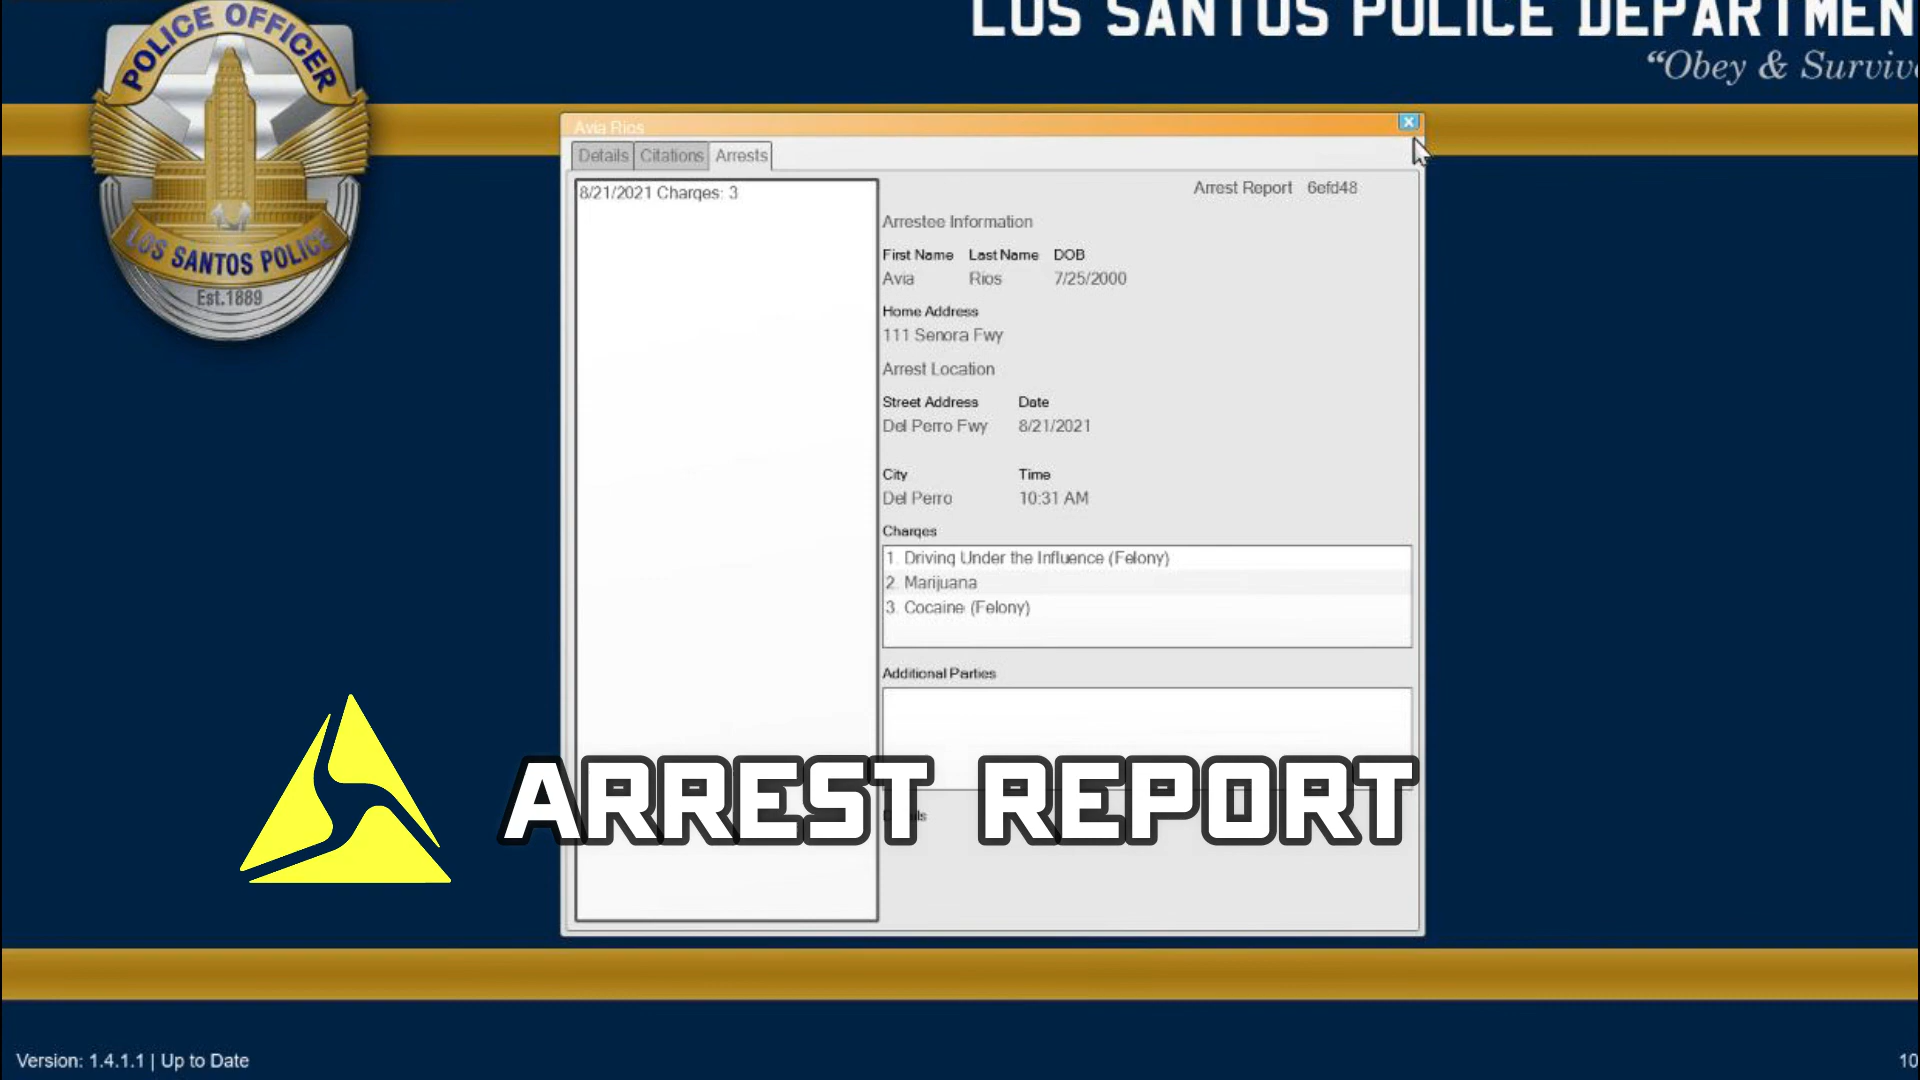 POLICE OFFICER
LOS SANTOS POLICE
Est.1889
LOS SANTOS POLICE DEPARTMEN
“Obey & Surviv
Avia Rios
Details Citations Arrests
8/21/2021 Charges: 3
Arrest Report 6efd48
Arrestee Information
First Name Last Name DOB
Avia Rios 7/25/2000
Home Address
111 Senora Fwy
Arrest Location
Street Address Date
Del Perro Fwy 8/21/2021
City Time
Del Perro 10:31 AM
Charges
1. Driving Under the Influence (Felony)
2. Marijuana
3. Cocaine (Felony)
Additional Parties
ARREST REPORT
Version: 1.4.1.1 | Up to Date
10